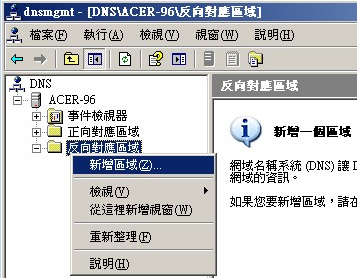 dnsmgmt - [DNS\ACER-96\反向對應區域]
檔案(F) 執行(A) 檢視(V) 視窗(W) 說明(H)
DNS
ACER-96
事件檢視器
正向對應區域
反向對應區域
新增區域(Z)...
檢視(V)
從這裡新增視窗(W)
重新整理(F)
說明(H)
反向對應區域
新增一個區域
網域名稱系統 (DNS) 讓 D
網域的資訊。
如果您要新增區域，請在